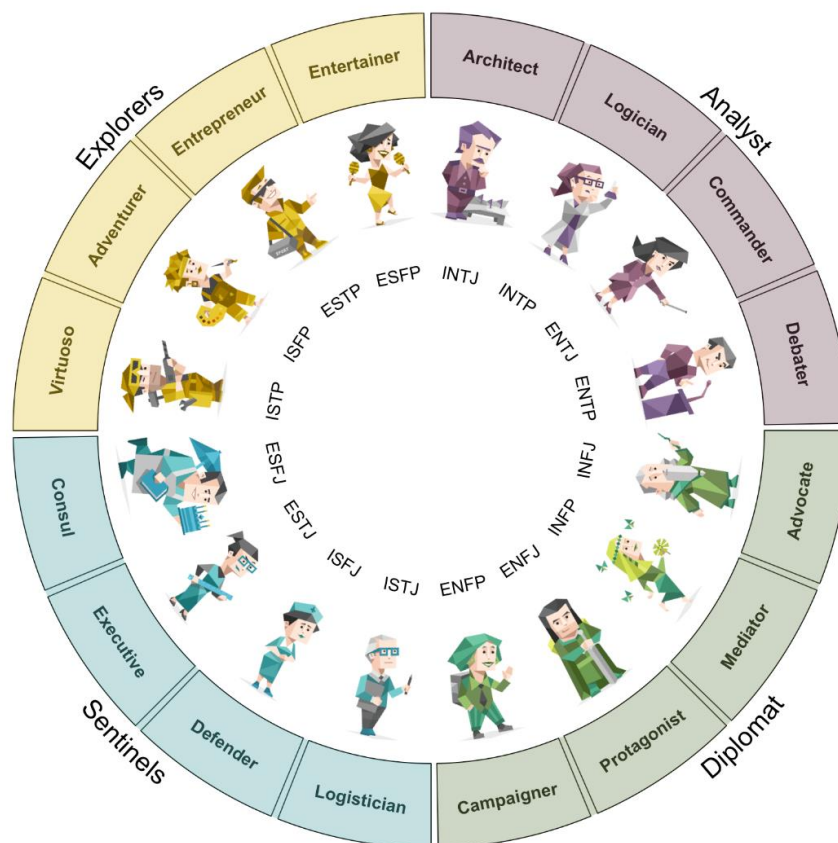 Entertainer
Architect
Entrepreneur
Logician
Explorers
Analyst
Adventurer
Commander
Virtuoso
Debater
ESFP
INTJ
ESTP
INTP
ISFP
ENTJ
ISTP
ENTP
ESFJ
INFJ
ESTJ
INFP
ISFJ
ENFJ
ISTJ
ENFP
Consul
Advocate
Executive
Mediator
Sentinels
Diplomat
Defender
Protagonist
Logistician
Campaigner